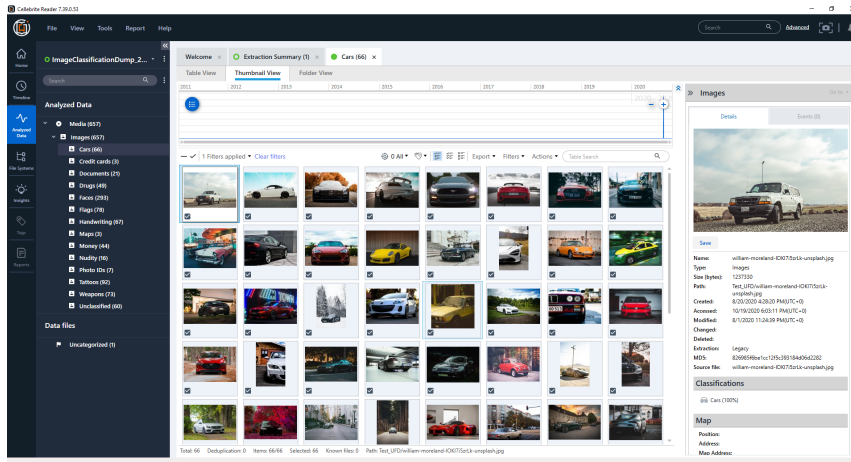 Cellebrite Reader 7.39.0.53
File View Tools Report Help
Search Advanced
Home
Timeline
Analyzed Data
File Systems
Insights
Tags
Reports
ImageClassificationDump_2...
Search
Analyzed Data
Media (657)
Images (657)
Cars (66)
Credit cards (3)
Documents (21)
Drugs (49)
Faces (293)
Flags (78)
Handwriting (67)
Maps (3)
Money (44)
Nudity (16)
Photo IDs (7)
Tattoos (92)
Weapons (73)
Unclassified (60)
Data files
Uncategorized (1)
Welcome × Extraction Summary (1) × Cars (66) ×
Table View Thumbnail View Folder View
2011 2012 2013 2014 2015 2016 2017 2018 2019 2020
1 Filters applied Clear filters 0 All Export Filters Actions Table Search
Total: 66 Deduplication: 0 Items: 66/66 Selected: 66 Known files: 0 Path: Test_UFD/william-moreland-IOKI7i5zrLk-unsplash.jpg
Images Go to
Details Events (0)
Save
Name: william-moreland-IOKI7i5zrLk-unsplash.jpg
Type: Images
Size (bytes): 1237330
Path: Test_UFD/william-moreland-IOKI7i5zrLk-
unsplash.jpg
Created: 8/20/2020 4:28:20 PM(UTC+0)
Accessed: 10/19/2020 6:03:11 PM(UTC+0)
Modified: 8/1/2020 11:24:39 PM(UTC+0)
Changed:
Deleted:
Extraction: Legacy
MD5: 826985f6be1cc12f5c393184d06d2282
Source file: william-moreland-IOKI7i5zrLk-unsplash.jpg
Classifications
Cars (100%)
Map
Position:
Address:
Map Address: